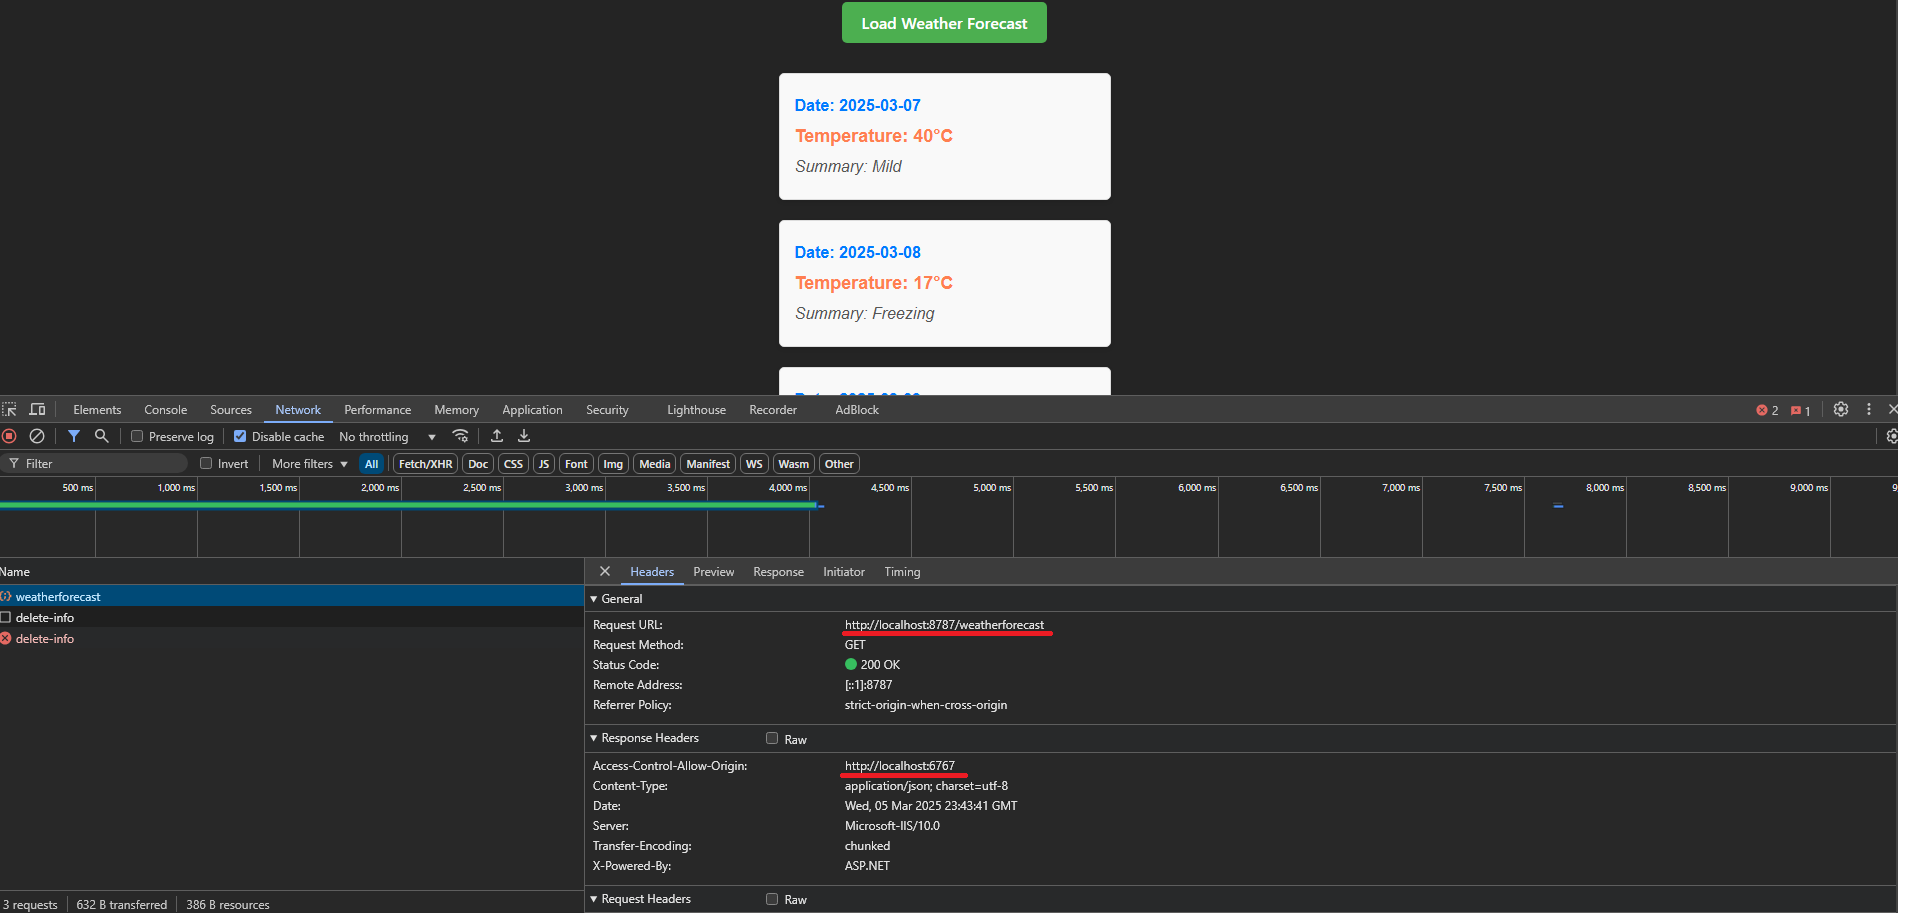 Load Weather Forecast
Date: 2025-03-07
Temperature: 40°C
Summary: Mild
Date: 2025-03-08
Temperature: 17°C
Summary: Freezing
Elements Console Sources Network Performance Memory Application Security Lighthouse Recorder AdBlock 2 1
Preserve log Disable cache No throttling
Filter Invert More filters All Fetch/XHR Doc CSS JS Font Img Media Manifest WS Wasm Other
500 ms 1,000 ms 1,500 ms 2,000 ms 2,500 ms 3,000 ms 3,500 ms 4,000 ms 4,500 ms 5,000 ms 5,500 ms 6,000 ms 6,500 ms 7,000 ms 7,500 ms 8,000 ms 8,500 ms 9,000 ms 9
Name
weatherforecast
delete-info
delete-info
3 requests 632 B transferred 386 B resources
Headers Preview Response Initiator Timing
General
Request URL: http://localhost:8787/weatherforecast
Request Method: GET
Status Code: 200 OK
Remote Address: [::1]:8787
Referrer Policy: strict-origin-when-cross-origin
Response Headers Raw
Access-Control-Allow-Origin: http://localhost:6767
Content-Type: application/json; charset=utf-8
Date: Wed, 05 Mar 2025 23:43:41 GMT
Server: Microsoft-IIS/10.0
Transfer-Encoding: chunked
X-Powered-By: ASP.NET
Request Headers Raw